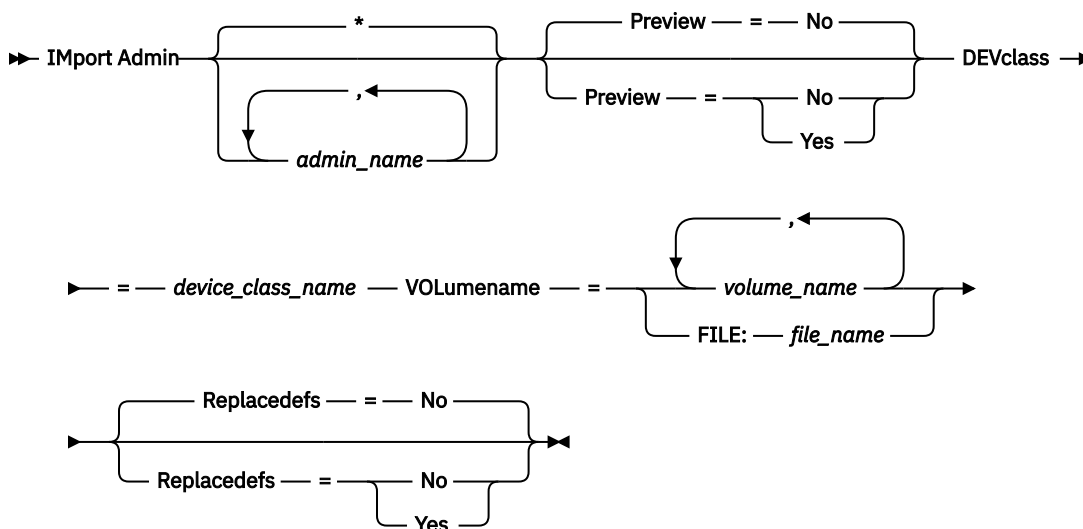 Preview = No
*
IMport Admin DEVclass
,
Preview = No
Yes
admin_name
,
= device_class_name VOLumename = volume_name
FILE: file_name
Replacedefs = No
Replacedefs = No
Yes